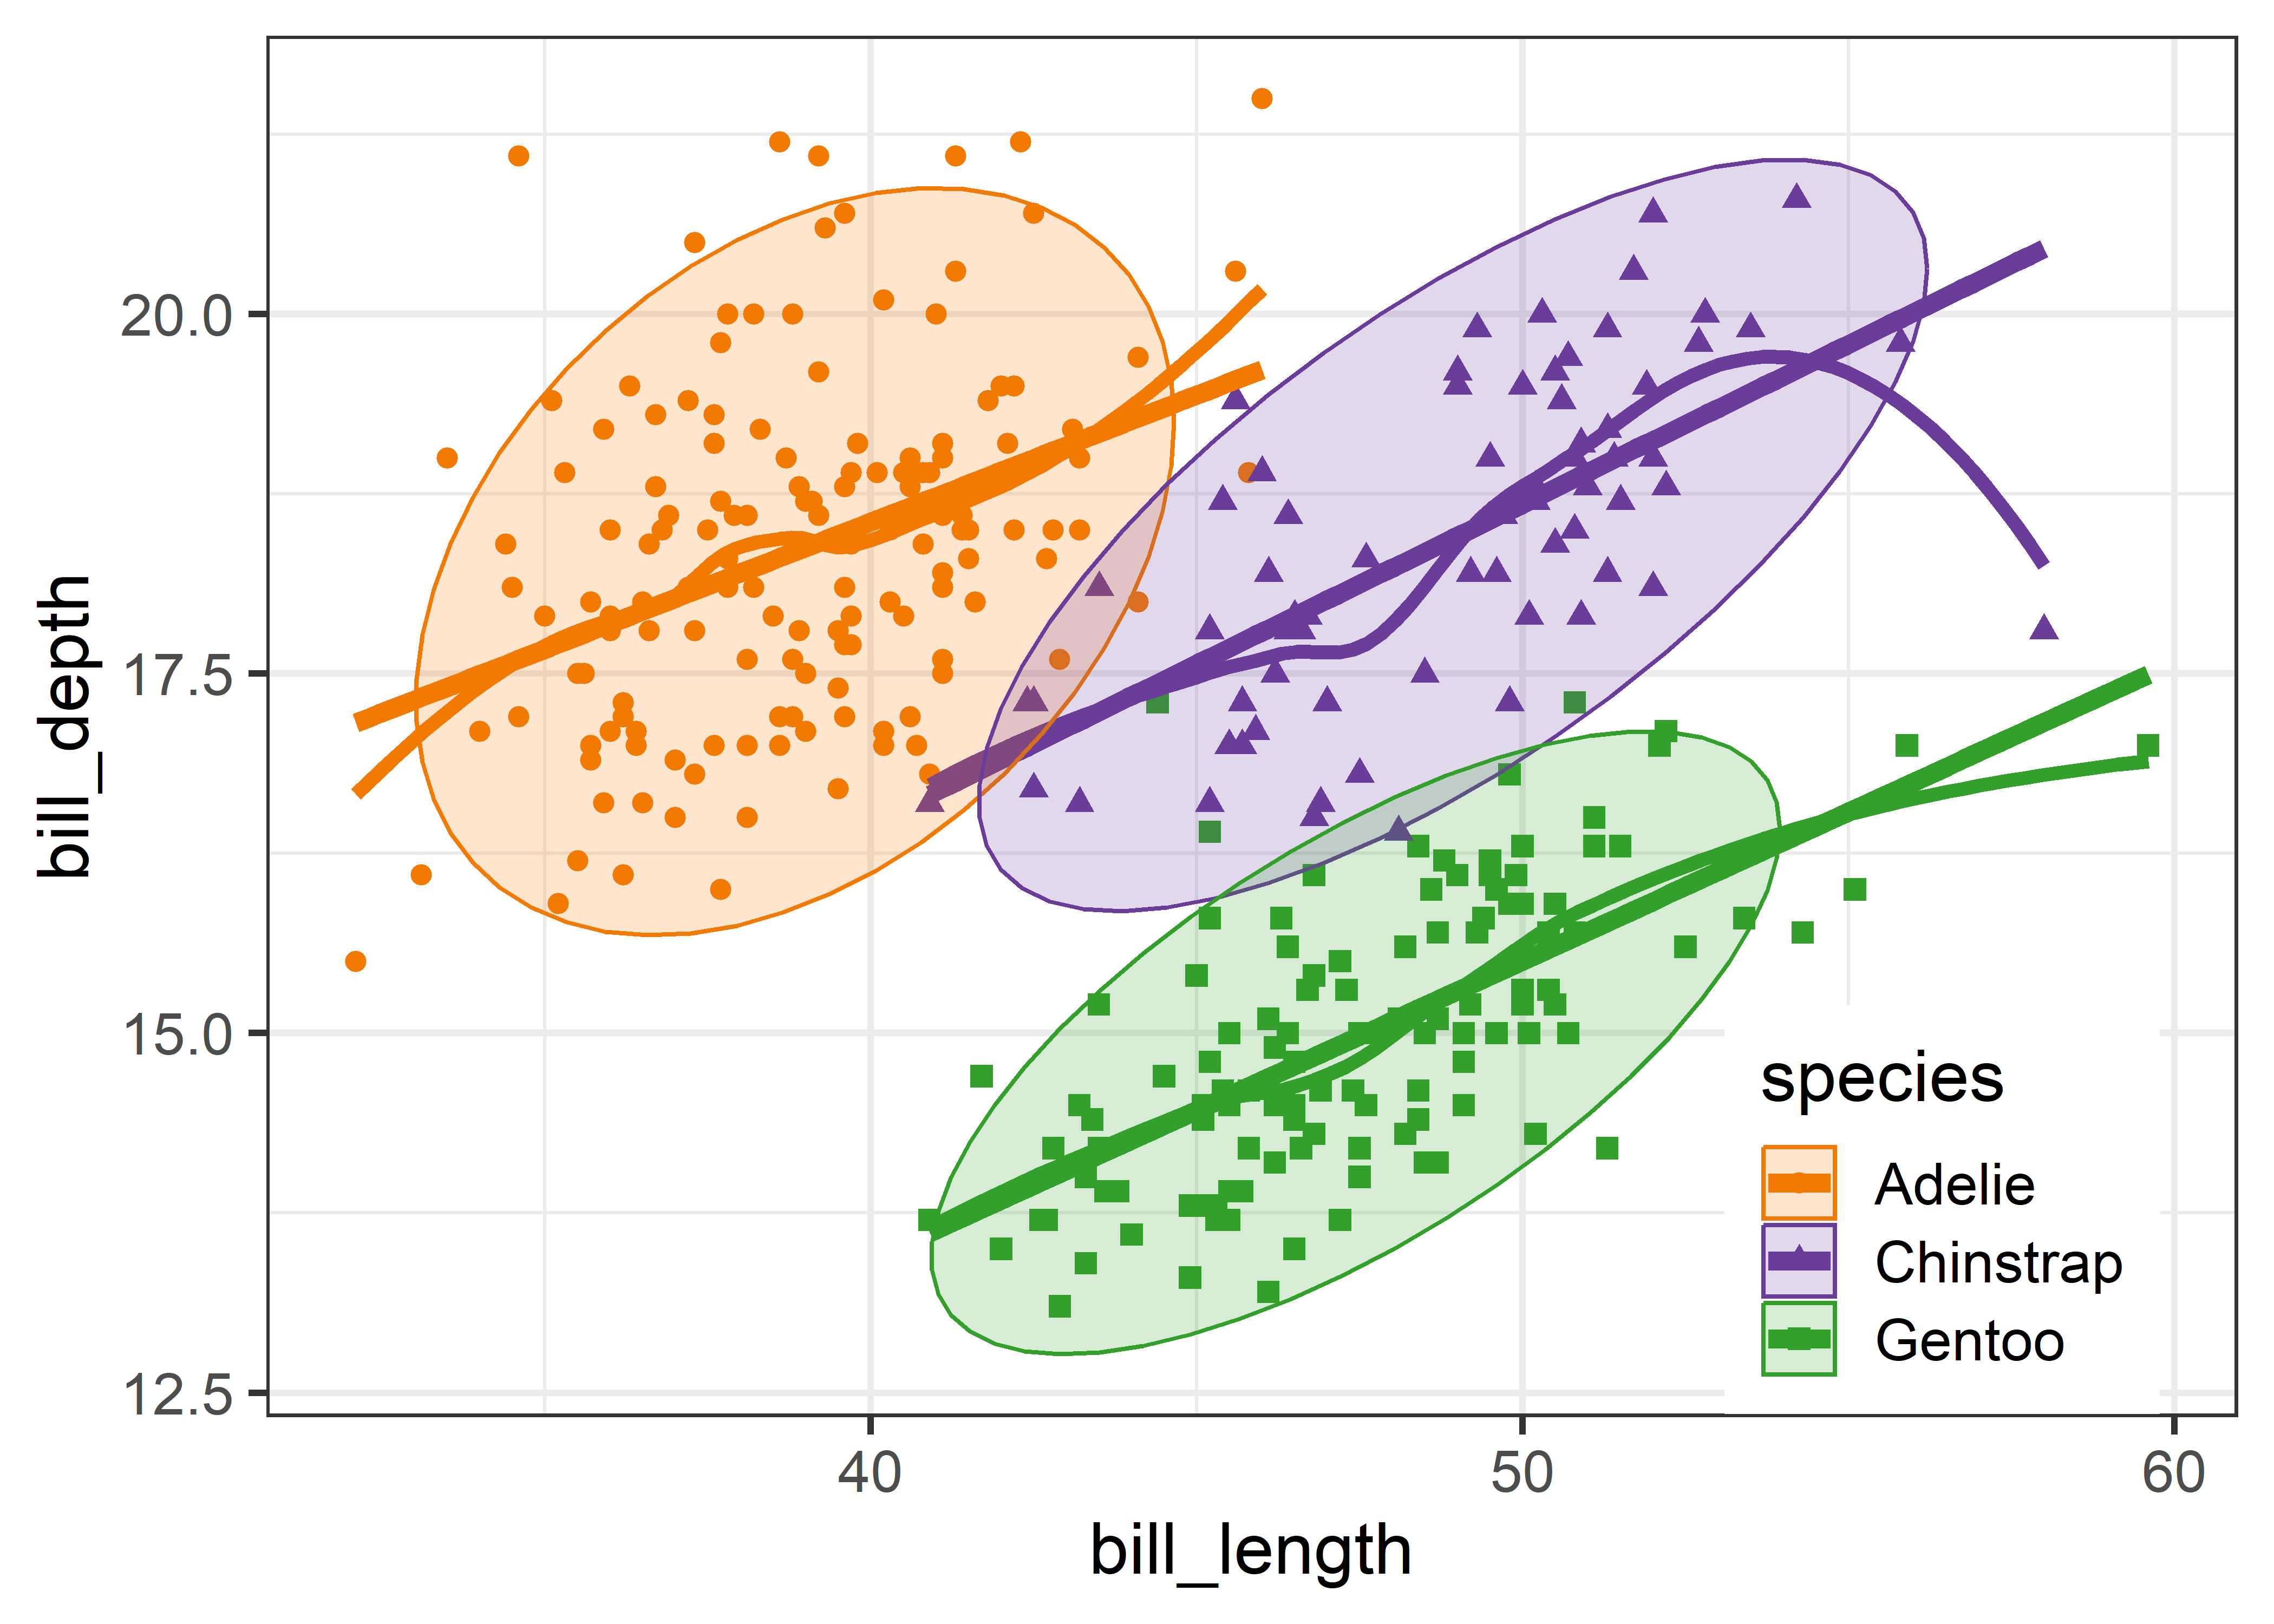 20.0
17.5
15.0
12.5
bill_depth
40
50
60
bill_length
species
Adelie
Chinstrap
Gentoo